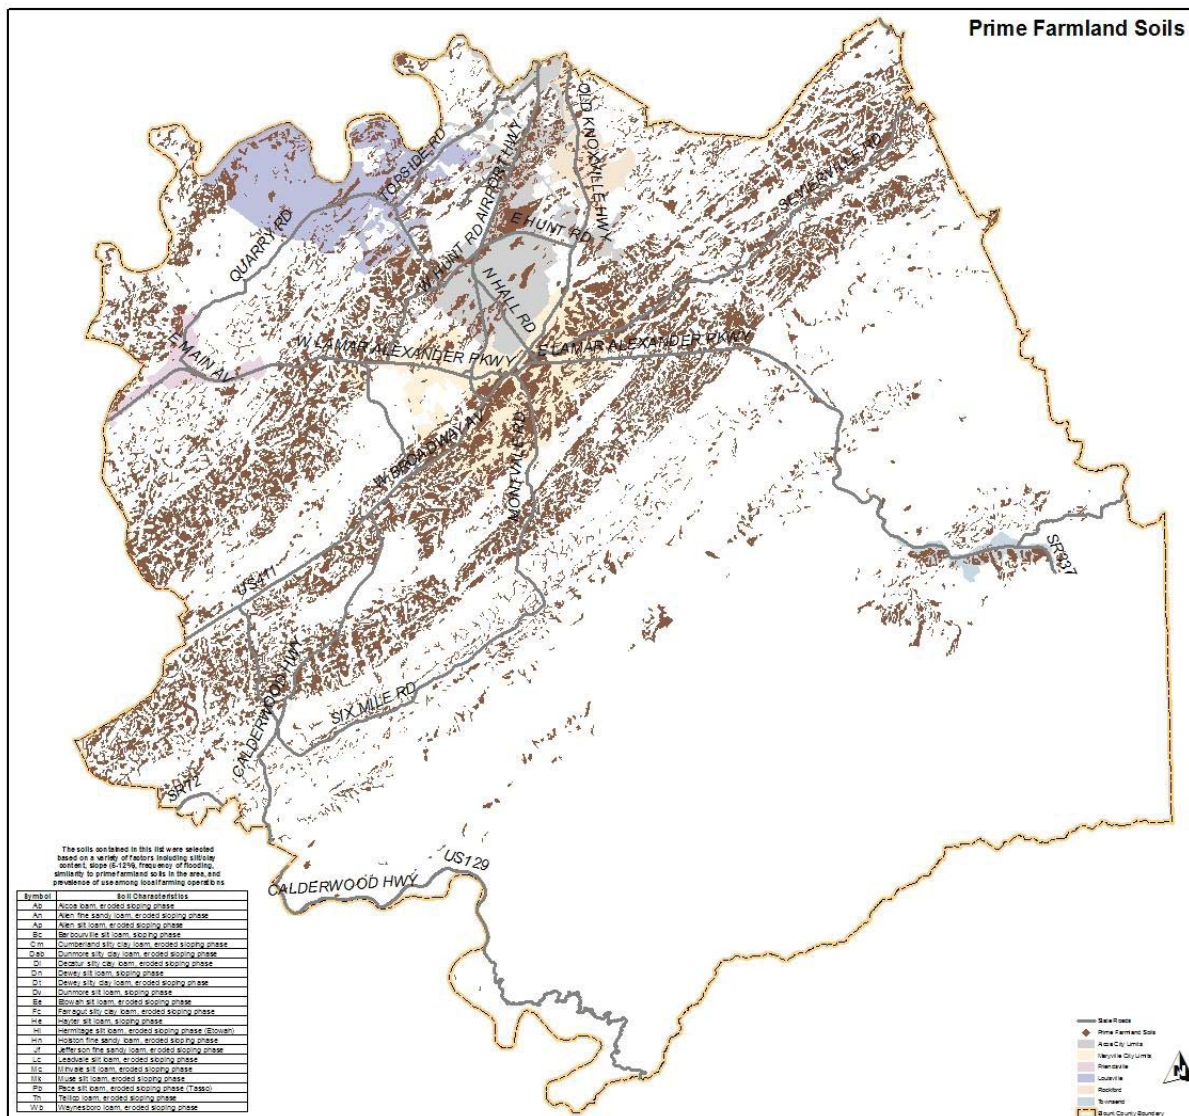 Prime Farmland Soils
OLD KNOXVILLE HWY
TOPSIDE RD
AIRPORT HWY
SEVIERVILLE RD
E HUNT RD
QUARRY RD
W HUNT RD
N HALL RD
E MAIN AV
W LAMAR ALEXANDER PKWY
E LAMAR ALEXANDER PKWY
W BROADWAY AV
MONTVALE RD
SR337
US411
CALDERWOOD HWY
SIX MILE RD
SR72
US129
CALDERWOOD HWY
The soils contained in this list were selected
based on a variety of factors including silt/clay
content, slope (5-12%), frequency of flooding,
similarity to prime farmland soils in the area, and
prevalence of use among local farming operations
Symbol Soil Characteristics
Ab Alcoa loam, eroded sloping phase
An Allen fine sandy loam, eroded sloping phase
Ap Allen silt loam, eroded sloping phase
Bc Barbourville silt loam, sloping phase
Cm Cumberland silty clay loam, eroded sloping phase
Dab Dunmore silty clay loam, eroded sloping phase
Dl Decatur silty clay loam, eroded sloping phase
Dn Dewey silt loam, sloping phase
Dt Dewey silty clay loam, eroded sloping phase
Dv Dunmore silt loam, sloping phase
Ee Etowah silt loam, eroded sloping phase
Fc Farragut silty clay loam, eroded sloping phase
He Hayter silt loam, sloping phase
Hl Hermitage silt loam, eroded sloping phase (Etowah)
Hn Holston fine sandy loam, eroded sloping phase
Jf Jefferson fine sandy loam, eroded sloping phase
Lc Leadvale silt loam, eroded sloping phase
Mc Minvale silt loam, eroded sloping phase
Mk Muse silt loam, eroded sloping phase
Pb Pace silt loam, eroded sloping phase (Tasso)
Th Tellico loam, eroded sloping phase
Wb Waynesboro loam, eroded sloping phase
State Roads
Prime Farmland Soils
Alcoa City Limits
Maryville City Limits
Friendsville
Louisville
Rockford
Townsend
Blount County Boundary
N